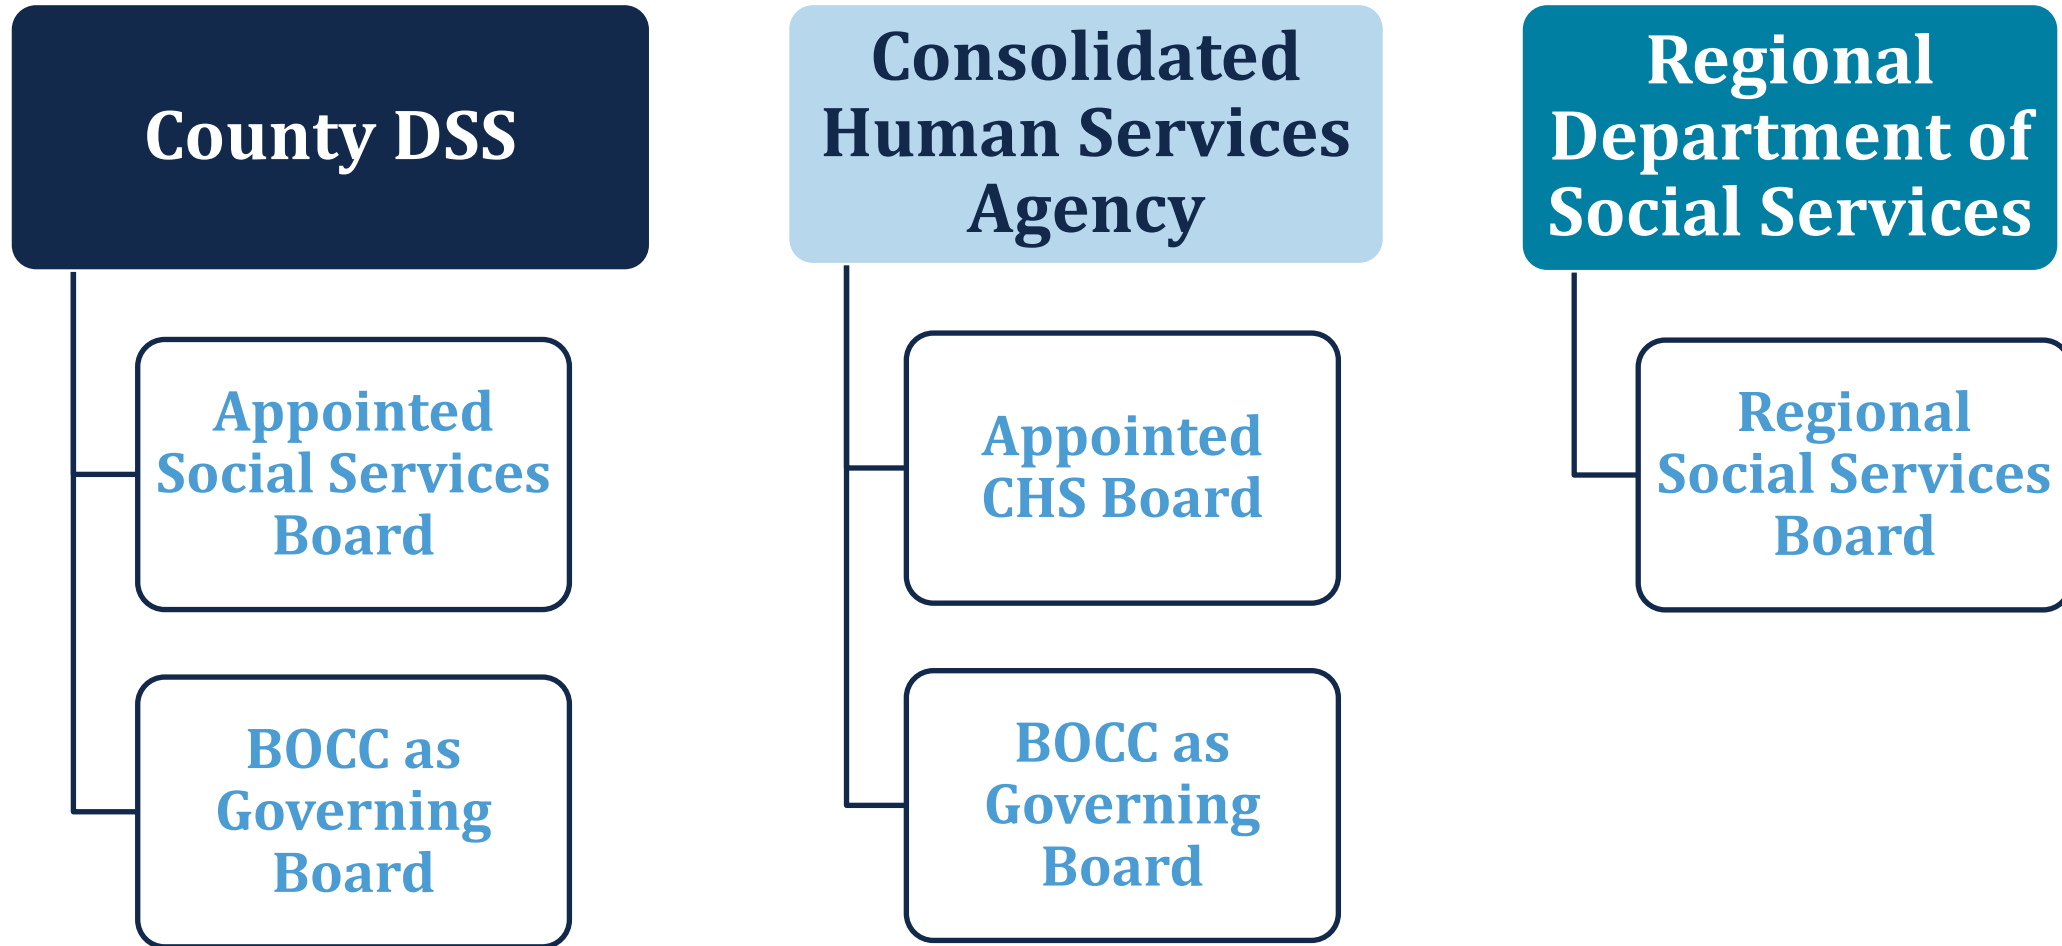 County DSS
Appointed
Social Services
Board
BOCC as
Governing
Board
Consolidated
Human Services
Agency
Appointed
CHS Board
BOCC as
Governing
Board
Regional
Department of
Social Services
Regional
Social Services
Board